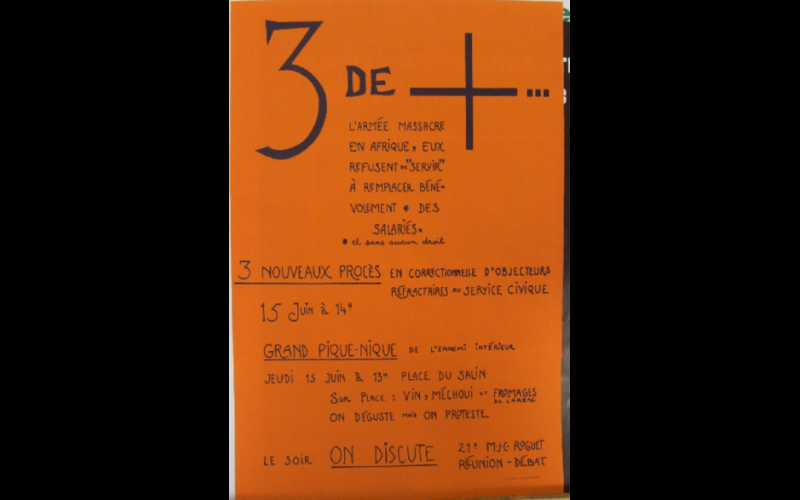 3 DE +...
L'ARMÉE MASSACRE
EN AFRIQUE, EUX
REFUSENT DE "SERVIR"
À REMPLACER BÉNÉ-
VOLEMENT * DES
SALARIÉS.
* et sans aucun droit
3 NOUVEAUX PROCÈS EN CORRECTIONNELLE D'OBJECTEURS
RÉFRACTAIRES AU SERVICE CIVIQUE
15 JUIN À 14H
GRAND PIQUE-NIQUE DE L'ENNEMI INTÉRIEUR
JEUDI 15 JUIN À 13H PLACE DU SALIN
SUR PLACE : VIN, MÉCHOUI ET FROMAGES
DU LARZAC
ON DÉGUSTE MAIS ON PROTESTE
LE SOIR ON DISCUTE 21H M.J.C. ROGUET
RÉUNION - DÉBAT